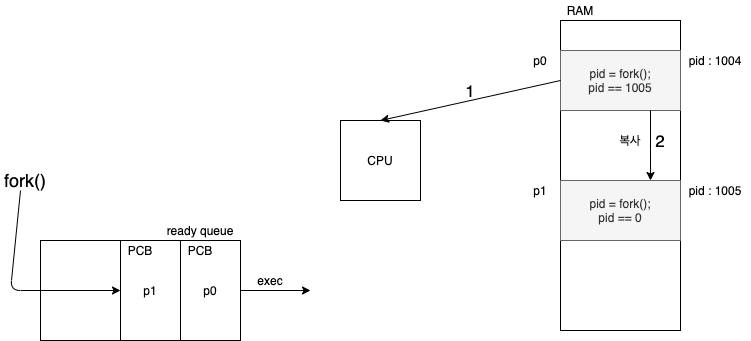 RAM
p0
pid = fork();
pid == 1005
pid : 1004
1
CPU
복사
2
fork()
p1
pid = fork();
pid == 0
pid : 1005
ready queue
PCB
PCB
p1
p0
exec